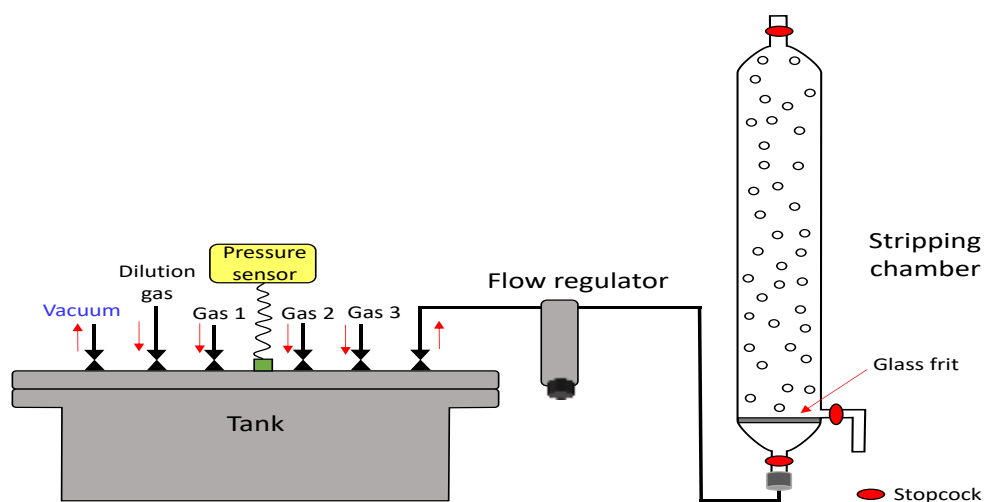 Pressure
sensor
Dilution
gas
Vacuum
Gas 1
Gas 2
Gas 3
Flow regulator
Stripping
chamber
Glass frit
Tank
Stopcock